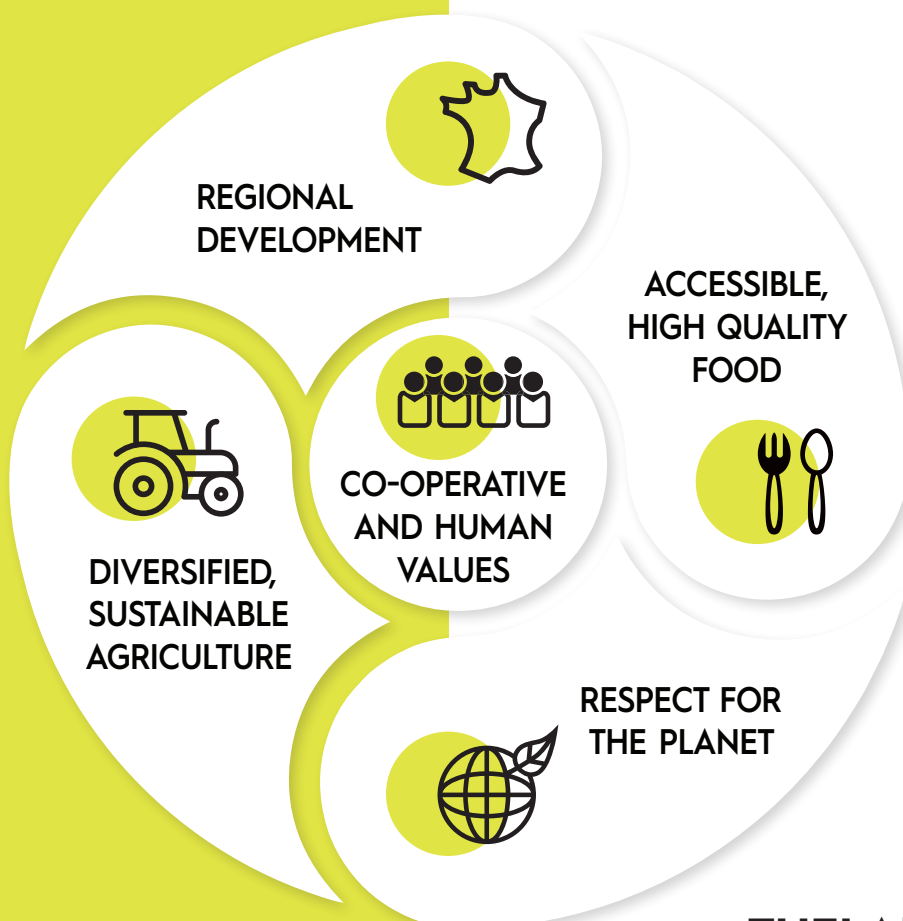 REGIONAL
DEVELOPMENT
ACCESSIBLE,
HIGH QUALITY
FOOD
CO-OPERATIVE
AND HUMAN
VALUES
DIVERSIFIED,
SUSTAINABLE
AGRICULTURE
RESPECT FOR
THE PLANET